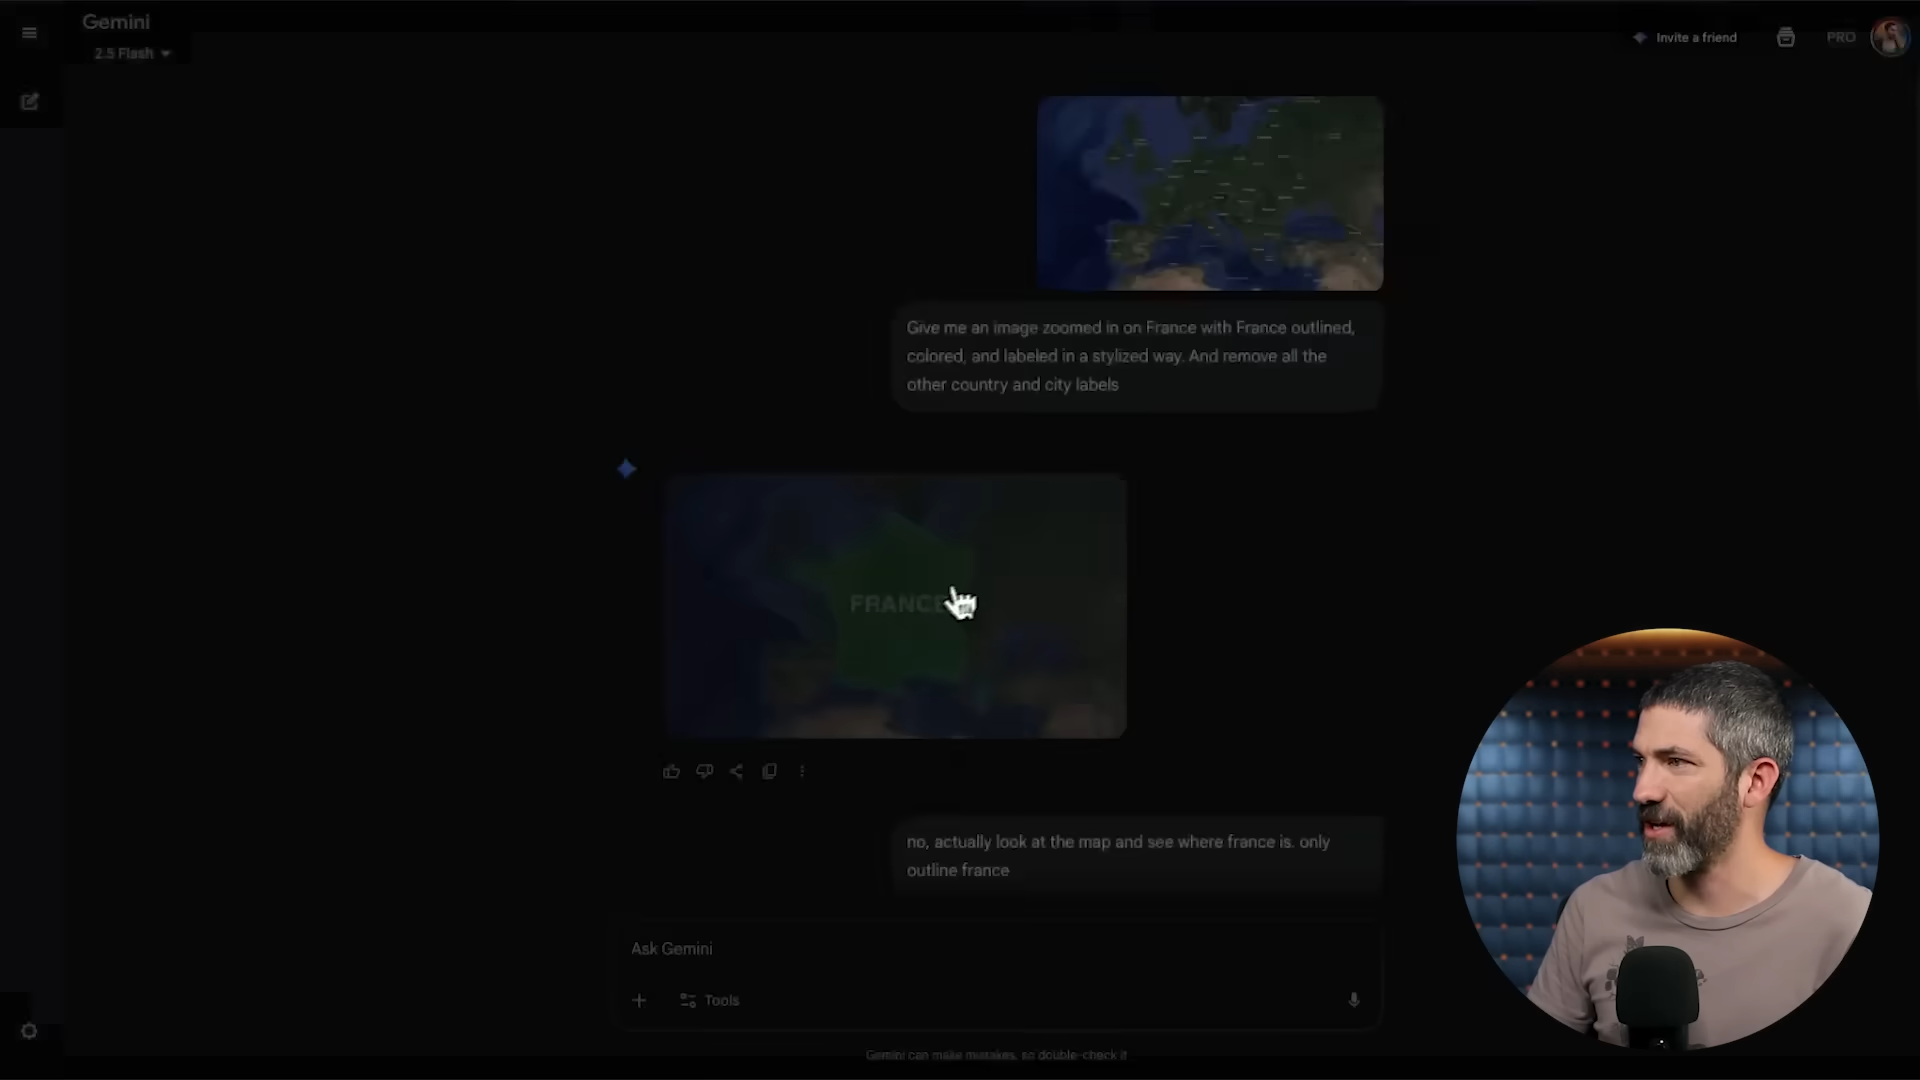 Gemini
2.5 Flash
Invite a friend
PRO
Give me an image zoomed in on France with France outlined,
colored, and labeled in a stylized way. And remove all the
other country and city labels
FRANCE
no, actually look at the map and see where france is. only
outline france
Ask Gemini
Tools
Gemini can make mistakes, so double-check it